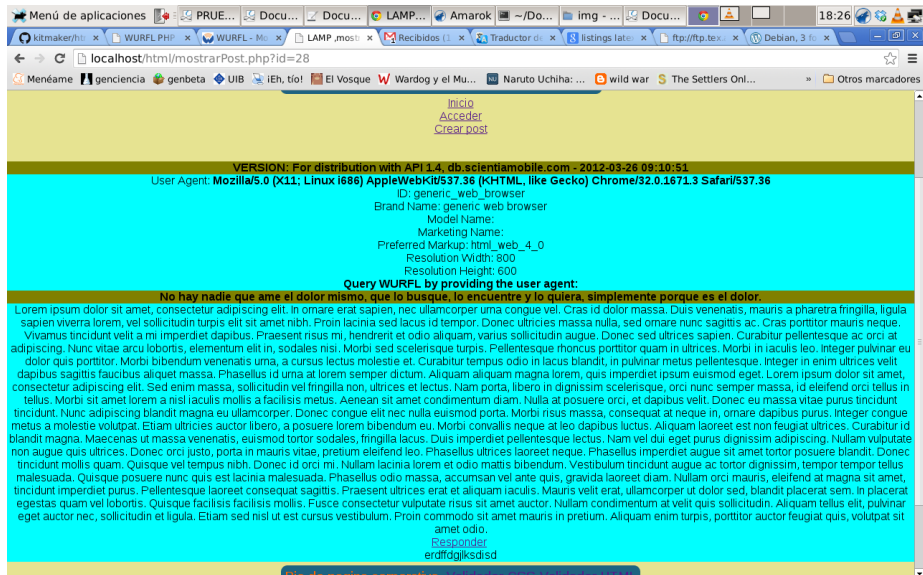 Menú de aplicaciones PRUE... Docu... Docu... LAMP... Amarok ~/Do... img - ... Docu... 18:26
kitmaker/ht WURFL PHP WURFL - Mo LAMP ,most Recibidos (1 Traductor de listings late ftp://ftp.tex. Debian, 3 fo
localhost/html/mostrarPost.php?id=28
Menéame genciencia genbeta UIB ¡Eh, tío! El Vosque Wardog y el Mu... Naruto Uchiha: ... wild war The Settlers Onl... » Otros marcadores
Inicio
Acceder
Crear post
VERSION: For distribution with API 1.4, db.scientiamobile.com - 2012-03-26 09:10:51
User Agent: Mozilla/5.0 (X11; Linux i686) AppleWebKit/537.36 (KHTML, like Gecko) Chrome/32.0.1671.3 Safari/537.36
ID: generic_web_browser
Brand Name: generic web browser
Model Name:
Marketing Name:
Preferred Markup: html_web_4_0
Resolution Width: 800
Resolution Height: 600
Query WURFL by providing the user agent:
No hay nadie que ame el dolor mismo, que lo busque, lo encuentre y lo quiera, simplemente porque es el dolor.
Lorem ipsum dolor sit amet, consectetur adipiscing elit. In ornare erat sapien, nec ullamcorper urna congue vel. Cras id dolor massa. Duis venenatis, mauris a pharetra fringilla, ligula
sapien viverra lorem, vel sollicitudin turpis elit sit amet nibh. Proin lacinia sed lacus id tempor. Donec ultricies massa nulla, sed ornare nunc sagittis ac. Cras porttitor mauris neque.
Vivamus tincidunt velit a mi imperdiet dapibus. Praesent risus mi, hendrerit et odio aliquam, varius sollicitudin augue. Donec sed ultrices sapien. Curabitur pellentesque ac orci at
adipiscing. Nunc vitae arcu lobortis, elementum elit in, sodales nisi. Morbi sed scelerisque turpis. Pellentesque rhoncus porttitor quam in ultrices. Morbi in iaculis leo. Integer pulvinar eu
dolor quis porttitor. Morbi bibendum venenatis urna, a cursus lectus molestie et. Curabitur tempus odio in lacus blandit, in pulvinar metus pellentesque. Integer in enim ultrices velit
dapibus sagittis faucibus aliquet massa. Phasellus id urna at lorem semper dictum. Aliquam aliquam magna lorem, quis imperdiet ipsum euismod eget. Lorem ipsum dolor sit amet,
consectetur adipiscing elit. Sed enim massa, sollicitudin vel fringilla non, ultrices et lectus. Nam porta, libero in dignissim scelerisque, orci nunc semper massa, id eleifend orci tellus in
tellus. Morbi sit amet lorem a nisl iaculis mollis a facilisis metus. Aenean sit amet condimentum diam. Nulla at posuere orci, et dapibus velit. Donec eu massa vitae purus tincidunt
tincidunt. Nunc adipiscing blandit magna eu ullamcorper. Donec congue elit nec nulla euismod porta. Morbi risus massa, consequat at neque in, ornare dapibus purus. Integer congue
metus a molestie volutpat. Etiam ultricies auctor libero, a posuere lorem bibendum eu. Morbi convallis neque at leo dapibus luctus. Aliquam laoreet est non feugiat ultrices. Curabitur id
blandit magna. Maecenas ut massa venenatis, euismod tortor sodales, fringilla lacus. Duis imperdiet pellentesque lectus. Nam vel dui eget purus dignissim adipiscing. Nullam vulputate
non augue quis ultrices. Donec orci justo, porta in mauris vitae, pretium eleifend leo. Phasellus ultrices laoreet neque. Phasellus imperdiet augue sit amet tortor posuere blandit. Donec
tincidunt mollis quam. Quisque vel tempus nibh. Donec id orci mi. Nullam lacinia lorem et odio mattis bibendum. Vestibulum tincidunt augue ac tortor dignissim, tempor tempor tellus
malesuada. Quisque posuere nunc quis est lacinia malesuada. Phasellus odio massa, accumsan vel ante quis, gravida laoreet diam. Nullam orci mauris, eleifend at magna sit amet,
tincidunt imperdiet purus. Pellentesque laoreet consequat sagittis. Praesent ultrices erat et aliquam iaculis. Mauris velit erat, ullamcorper ut dolor sed, blandit placerat sem. In placerat
egestas quam vel lobortis. Quisque facilisis facilisis mollis. Fusce consectetur vulputate risus sit amet auctor. Nullam condimentum at velit quis sollicitudin. Aliquam tellus elit, pulvinar
eget auctor nec, sollicitudin et ligula. Etiam sed nisl ut est cursus vestibulum. Proin commodo sit amet mauris in pretium. Aliquam enim turpis, porttitor auctor feugiat quis, volutpat sit
amet odio.
Responder
erdffdgjlksdisd